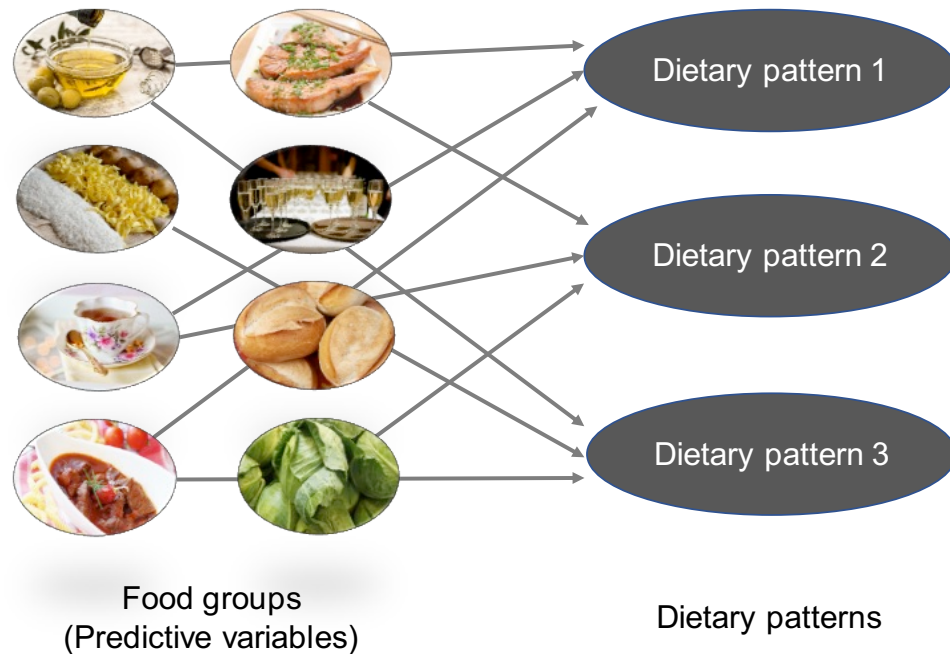 Dietary pattern 1
Dietary pattern 2
Dietary pattern 3
Food groups
(Predictive variables)
Dietary patterns